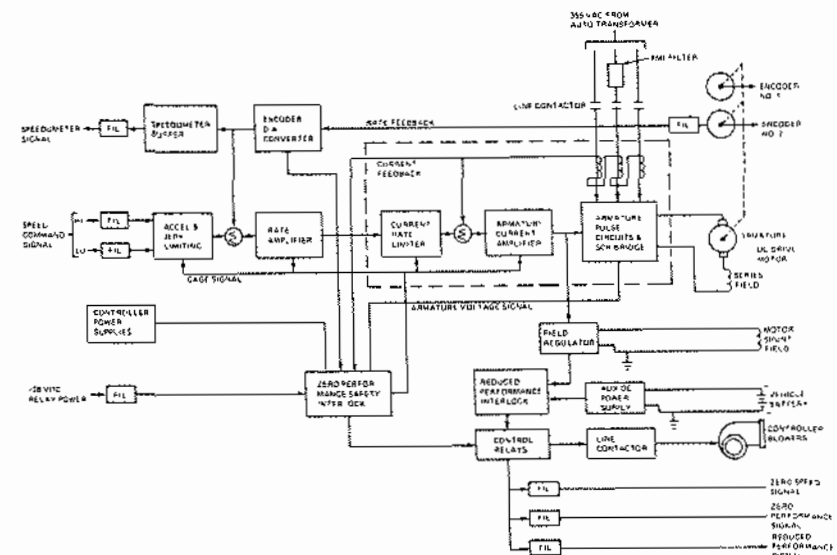 355 VAC FROM
AUTO TRANSFORMER
EMI FILTER
LINE CONTACTOR
ENCODER
NO. 1
ENCODER
NO. 2
SPEEDOMETER
SIGNAL
FIL
SPEEDOMETER
BUFFER
ENCODER
D/A
CONVERTER
RATE FEEDBACK
FIL
CURRENT
FEEDBACK
SPEED
COMMAND
SIGNAL
HI
FIL
LO
FIL
ACCEL &
JERK
LIMITING
RATE
AMPLIFIER
CURRENT
RATE
LIMITER
ARMATURE
CURRENT
AMPLIFIER
ARMATURE
PULSE
CIRCUITS &
SCR BRIDGE
ARMATURE
DC DRIVE
MOTOR
SERIES
FIELD
GAGE SIGNAL
ARMATURE VOLTAGE SIGNAL
CONTROLLER
POWER
SUPPLIES
FIELD
REGULATOR
MOTOR
SHUNT
FIELD
VDC
RELAY POWER
FIL
ZERO PERFOR
MANCE SAFETY
INTERLOCK
REDUCED
PERFORMANCE
INTERLOCK
AUX DC
POWER
SUPPLY
VEHICLE
BATTERY
CONTROL
RELAYS
LINE
CONTACTOR
CONTROLLER
BLOWERS
FIL
ZERO SPEED
SIGNAL
FIL
ZERO
PERFORMANCE
SIGNAL
FIL
REDUCED
PERFORMANCE